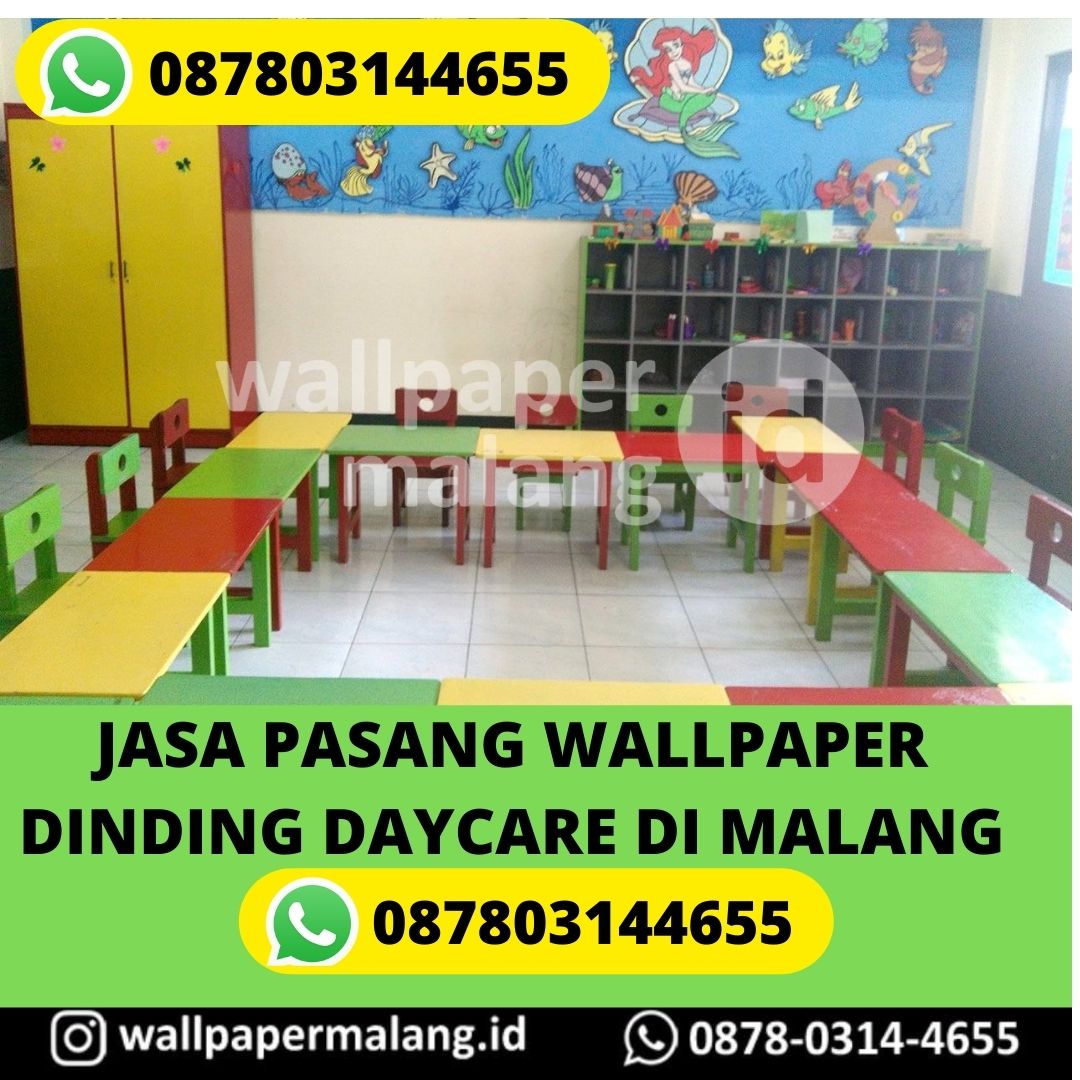 087803144655
wallpaper
malang
id
JASA PASANG WALLPAPER
DINDING DAYCARE DI MALANG
087803144655
wallpapermalang.id
0878-0314-4655